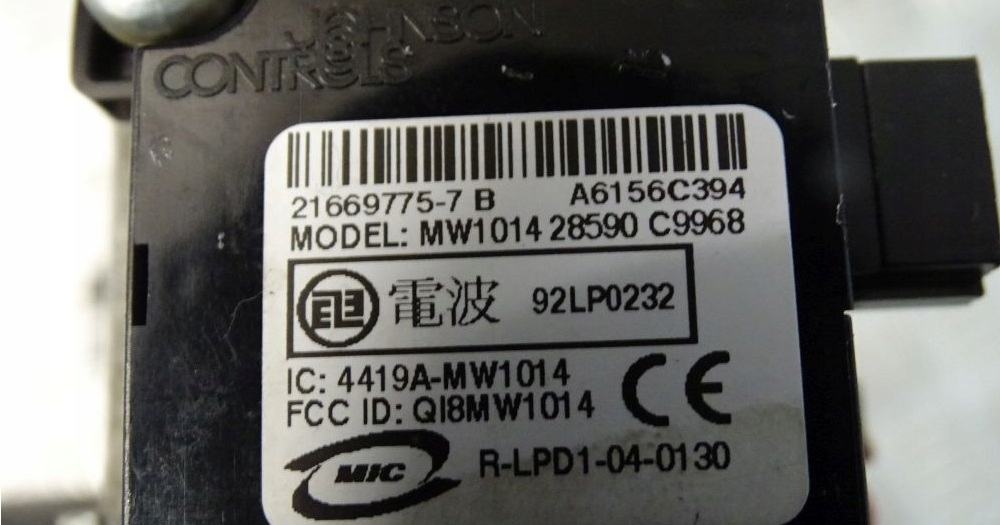 JOHNSON
CONTROLS
21669775-7 B A6156C394
MODEL: MW1014 28590 C9968
電波 92LP0232
IC: 4419A-MW1014
FCC ID: QI8MW1014
CE
MIC R-LPD1-04-0130